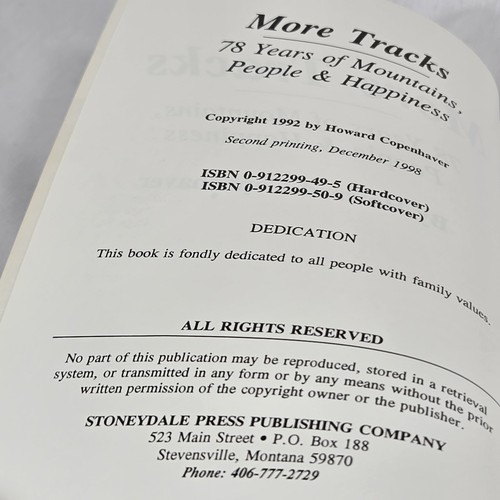 More Tracks
78 Years of Mountains,
People & Happiness
Copyright 1992 by Howard Copenhaver
Second printing, December 1998
ISBN 0-912299-49-5 (Hardcover)
ISBN 0-912299-50-9 (Softcover)
DEDICATION
This book is fondly dedicated to all people with family values.
ALL RIGHTS RESERVED
No part of this publication may be reproduced, stored in a retrieval
system, or transmitted in any form or by any means without the prior
written permission of the copyright owner or the publisher.
STONEYDALE PRESS PUBLISHING COMPANY
523 Main Street • P.O. Box 188
Stevensville, Montana 59870
Phone: 406-777-2729